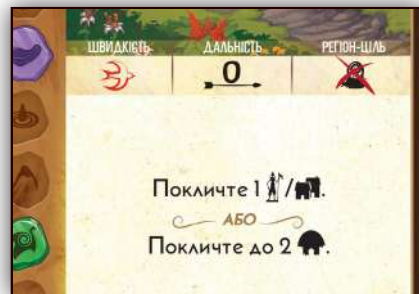 ШВИДКІСТЬ ДАЛЬНІСТЬ РЕГІОН-ЦІЛЬ
0
Покличте 1 / .
АБО
Покличте до 2 .